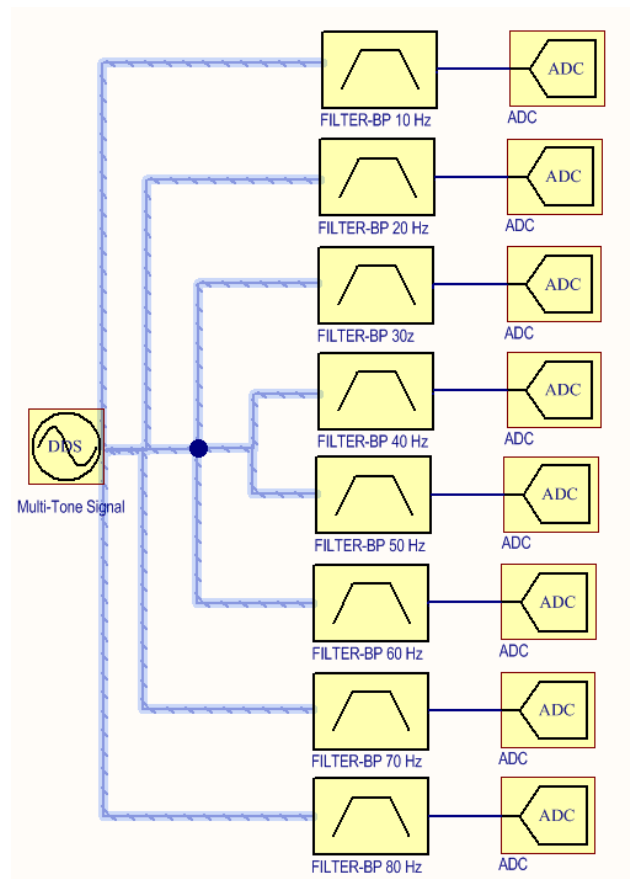 ADC
FILTER-BP 10 Hz
ADC
ADC
FILTER-BP 20 Hz
ADC
ADC
FILTER-BP 30z
ADC
ADC
FILTER-BP 40 Hz
ADC
DDS
Multi-Tone Signal
ADC
FILTER-BP 50 Hz
ADC
ADC
FILTER-BP 60 Hz
ADC
ADC
FILTER-BP 70 Hz
ADC
ADC
FILTER-BP 80 Hz
ADC